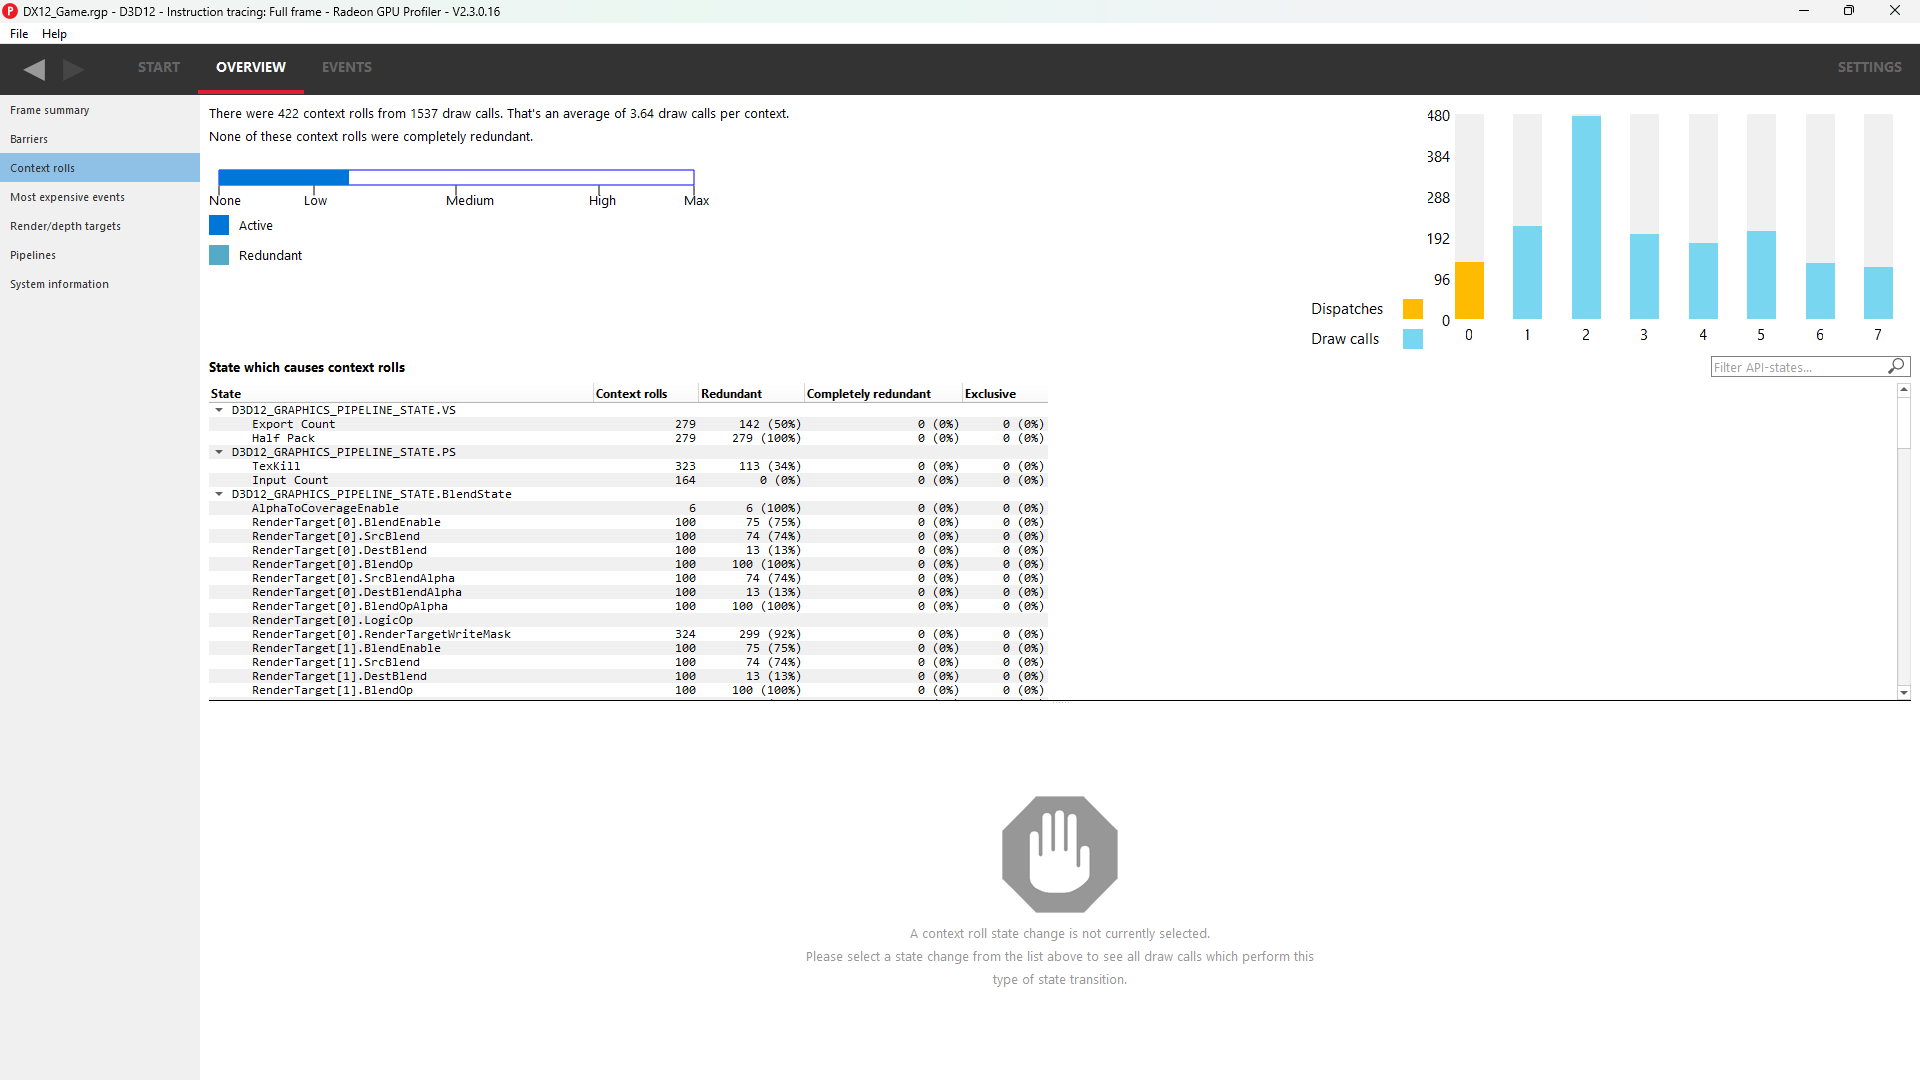 DX12_Game.rgp - D3D12 - Instruction tracing: Full frame - Radeon GPU Profiler - V2.3.0.16
File Help
START OVERVIEW EVENTS SETTINGS
Frame summary
Barriers
Context rolls
Most expensive events
Render/depth targets
Pipelines
System information
There were 422 context rolls from 1537 draw calls. That's an average of 3.64 draw calls per context.
None of these context rolls were completely redundant.
None Low Medium High Max
Active
Redundant
480
384
288
192
96
0
Dispatches
Draw calls
0 1 2 3 4 5 6 7
State which causes context rolls
Filter API-states...
State Context rolls Redundant Completely redundant Exclusive
D3D12_GRAPHICS_PIPELINE_STATE.VS
Export Count 279 142 (50%) 0 (0%) 0 (0%)
Half Pack 279 279 (100%) 0 (0%) 0 (0%)
D3D12_GRAPHICS_PIPELINE_STATE.PS
TexKill 323 113 (34%) 0 (0%) 0 (0%)
Input Count 164 0 (0%) 0 (0%) 0 (0%)
D3D12_GRAPHICS_PIPELINE_STATE.BlendState
AlphaToCoverageEnable 6 6 (100%) 0 (0%) 0 (0%)
RenderTarget[0].BlendEnable 100 75 (75%) 0 (0%) 0 (0%)
RenderTarget[0].SrcBlend 100 74 (74%) 0 (0%) 0 (0%)
RenderTarget[0].DestBlend 100 13 (13%) 0 (0%) 0 (0%)
RenderTarget[0].BlendOp 100 100 (100%) 0 (0%) 0 (0%)
RenderTarget[0].SrcBlendAlpha 100 74 (74%) 0 (0%) 0 (0%)
RenderTarget[0].DestBlendAlpha 100 13 (13%) 0 (0%) 0 (0%)
RenderTarget[0].BlendOpAlpha 100 100 (100%) 0 (0%) 0 (0%)
RenderTarget[0].LogicOp
RenderTarget[0].RenderTargetWriteMask 324 299 (92%) 0 (0%) 0 (0%)
RenderTarget[1].BlendEnable 100 75 (75%) 0 (0%) 0 (0%)
RenderTarget[1].SrcBlend 100 74 (74%) 0 (0%) 0 (0%)
RenderTarget[1].DestBlend 100 13 (13%) 0 (0%) 0 (0%)
RenderTarget[1].BlendOp 100 100 (100%) 0 (0%) 0 (0%)
A context roll state change is not currently selected.
Please select a state change from the list above to see all draw calls which perform this
type of state transition.